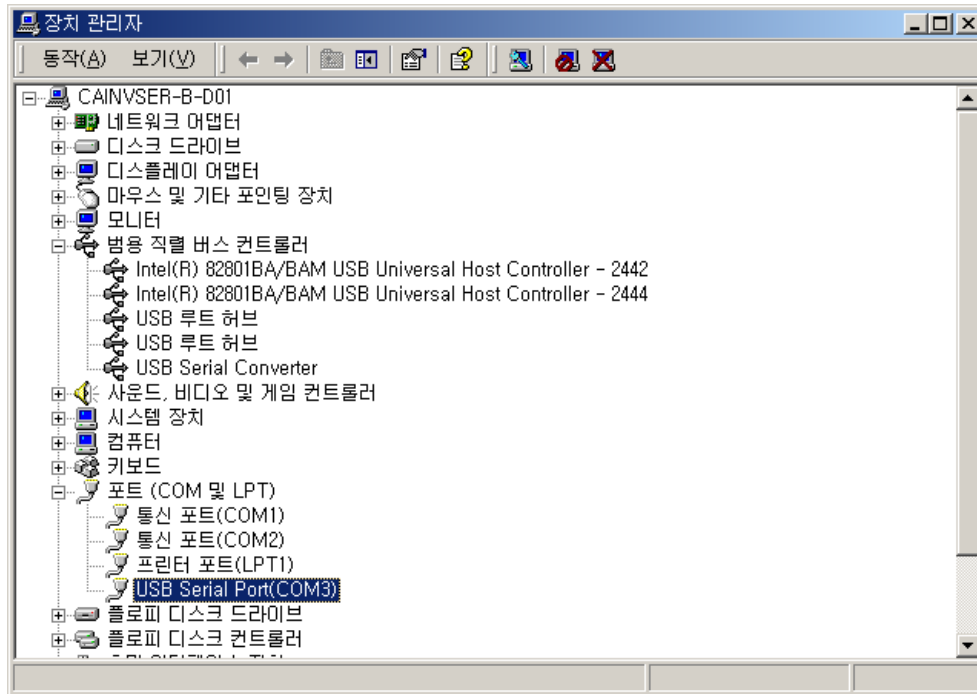 장치 관리자
동작(A) 보기(V)
CAINVSER-B-D01
네트워크 어댑터
디스크 드라이브
디스플레이 어댑터
마우스 및 기타 포인팅 장치
모니터
범용 직렬 버스 컨트롤러
Intel(R) 82801BA/BAM USB Universal Host Controller - 2442
Intel(R) 82801BA/BAM USB Universal Host Controller - 2444
USB 루트 허브
USB 루트 허브
USB Serial Converter
사운드, 비디오 및 게임 컨트롤러
시스템 장치
컴퓨터
키보드
포트 (COM 및 LPT)
통신 포트(COM1)
통신 포트(COM2)
프린터 포트(LPT1)
USB Serial Port(COM3)
플로피 디스크 드라이브
플로피 디스크 컨트롤러